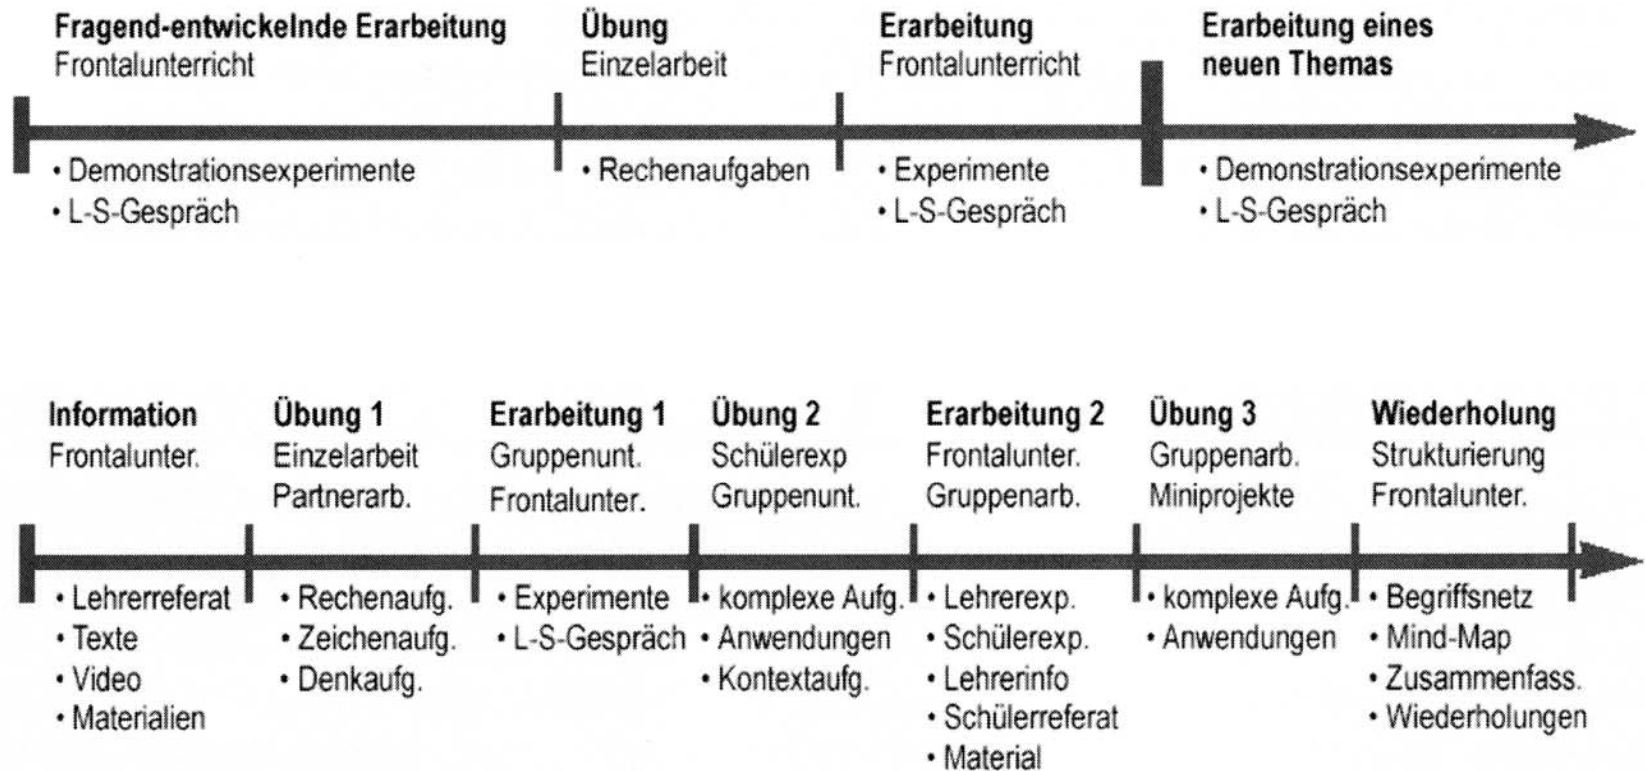 Fragend-entwickelnde Erarbeitung
Frontalunterricht
Übung
Einzelarbeit
Erarbeitung
Frontalunterricht
Erarbeitung eines
neuen Themas
• Demonstrationsexperimente
• L-S-Gespräch
• Rechenaufgaben
• Experimente
• L-S-Gespräch
• Demonstrationsexperimente
• L-S-Gespräch
Information
Frontalunter.
Übung 1
Einzelarbeit
Partnerarb.
Erarbeitung 1
Gruppenunt.
Frontalunter.
Übung 2
Schülerexp
Gruppenunt.
Erarbeitung 2
Frontalunter.
Gruppenarb.
Übung 3
Gruppenarb.
Miniprojekte
Wiederholung
Strukturierung
Frontalunter.
• Lehrerreferat
• Texte
• Video
• Materialien
• Rechenaufg.
• Zeichenaufg.
• Denkaufg.
• Experimente
• L-S-Gespräch
• komplexe Aufg.
• Anwendungen
• Kontextaufg.
• Lehrerexp.
• Schülerexp.
• Lehrerinfo
• Schülerreferat
• Material
• komplexe Aufg.
• Anwendungen
• Begriffsnetz
• Mind-Map
• Zusammenfass.
• Wiederholungen